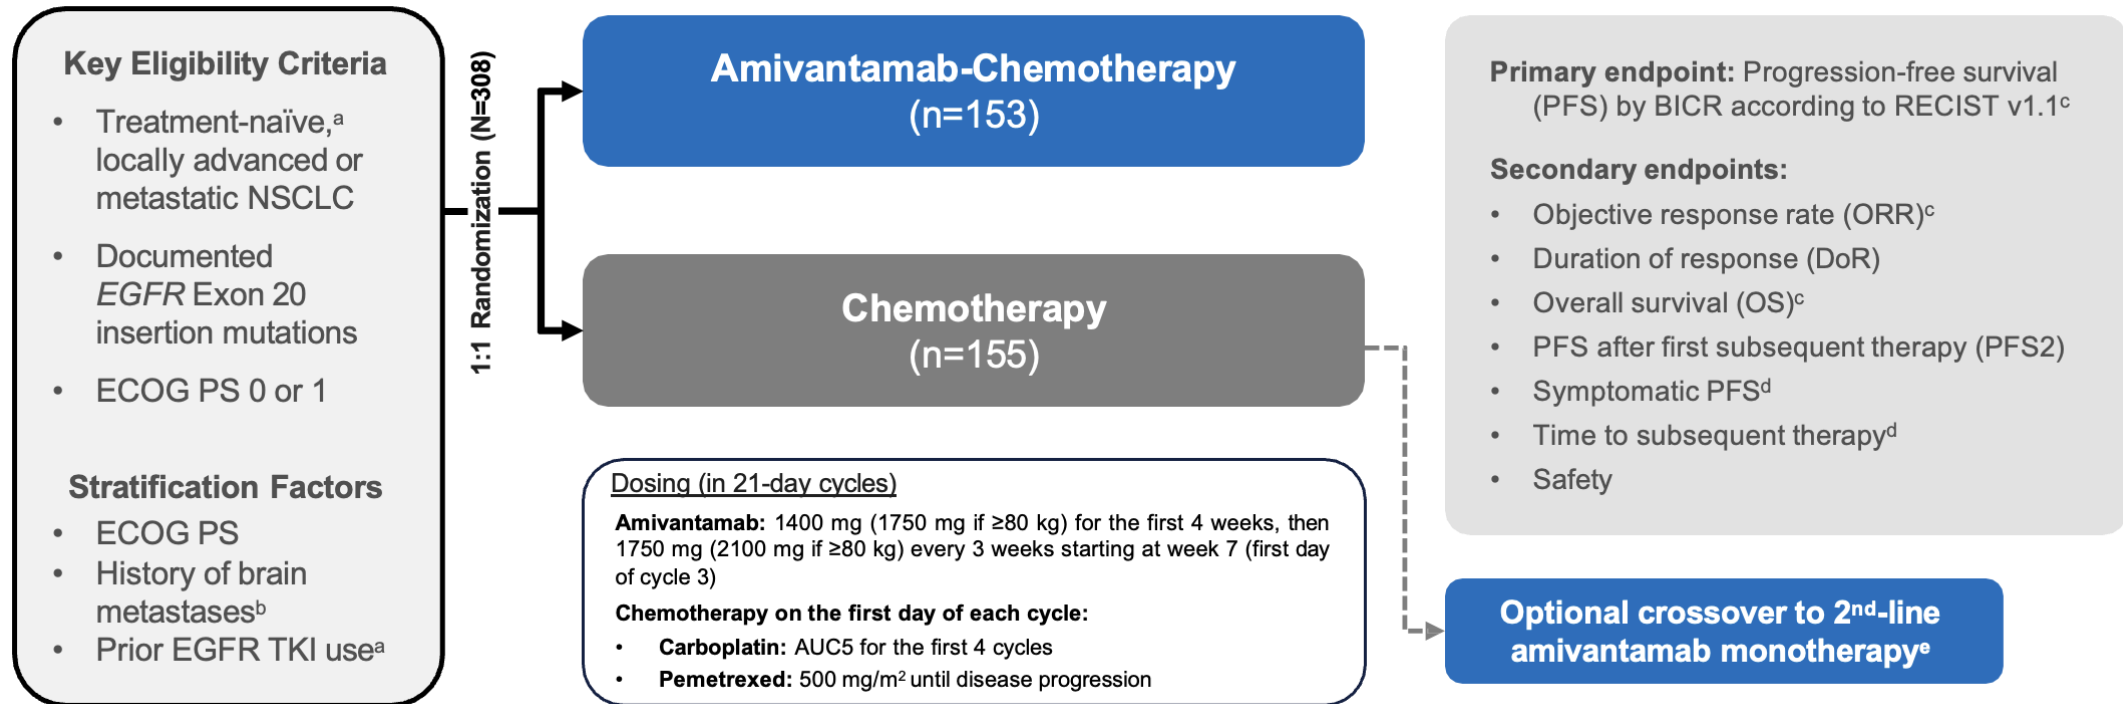 Key Eligibility Criteria
• Treatment-naïve,ᵃ
locally advanced or
metastatic NSCLC
• Documented
EGFR Exon 20
insertion mutations
• ECOG PS 0 or 1
Stratification Factors
• ECOG PS
• History of brain
metastasesᵇ
• Prior EGFR TKI useᵃ
1:1 Randomization (N=308)
Amivantamab-Chemotherapy
(n=153)
Chemotherapy
(n=155)
Dosing (in 21-day cycles)
Amivantamab: 1400 mg (1750 mg if ≥80 kg) for the first 4 weeks, then
1750 mg (2100 mg if ≥80 kg) every 3 weeks starting at week 7 (first day
of cycle 3)
Chemotherapy on the first day of each cycle:
• Carboplatin: AUC5 for the first 4 cycles
• Pemetrexed: 500 mg/m² until disease progression
Primary endpoint: Progression-free survival
(PFS) by BICR according to RECIST v1.1ᶜ
Secondary endpoints:
• Objective response rate (ORR)ᶜ
• Duration of response (DoR)
• Overall survival (OS)ᶜ
• PFS after first subsequent therapy (PFS2)
• Symptomatic PFSᵈ
• Time to subsequent therapyᵈ
• Safety
Optional crossover to 2ⁿᵈ-line
amivantamab monotherapyᵉ